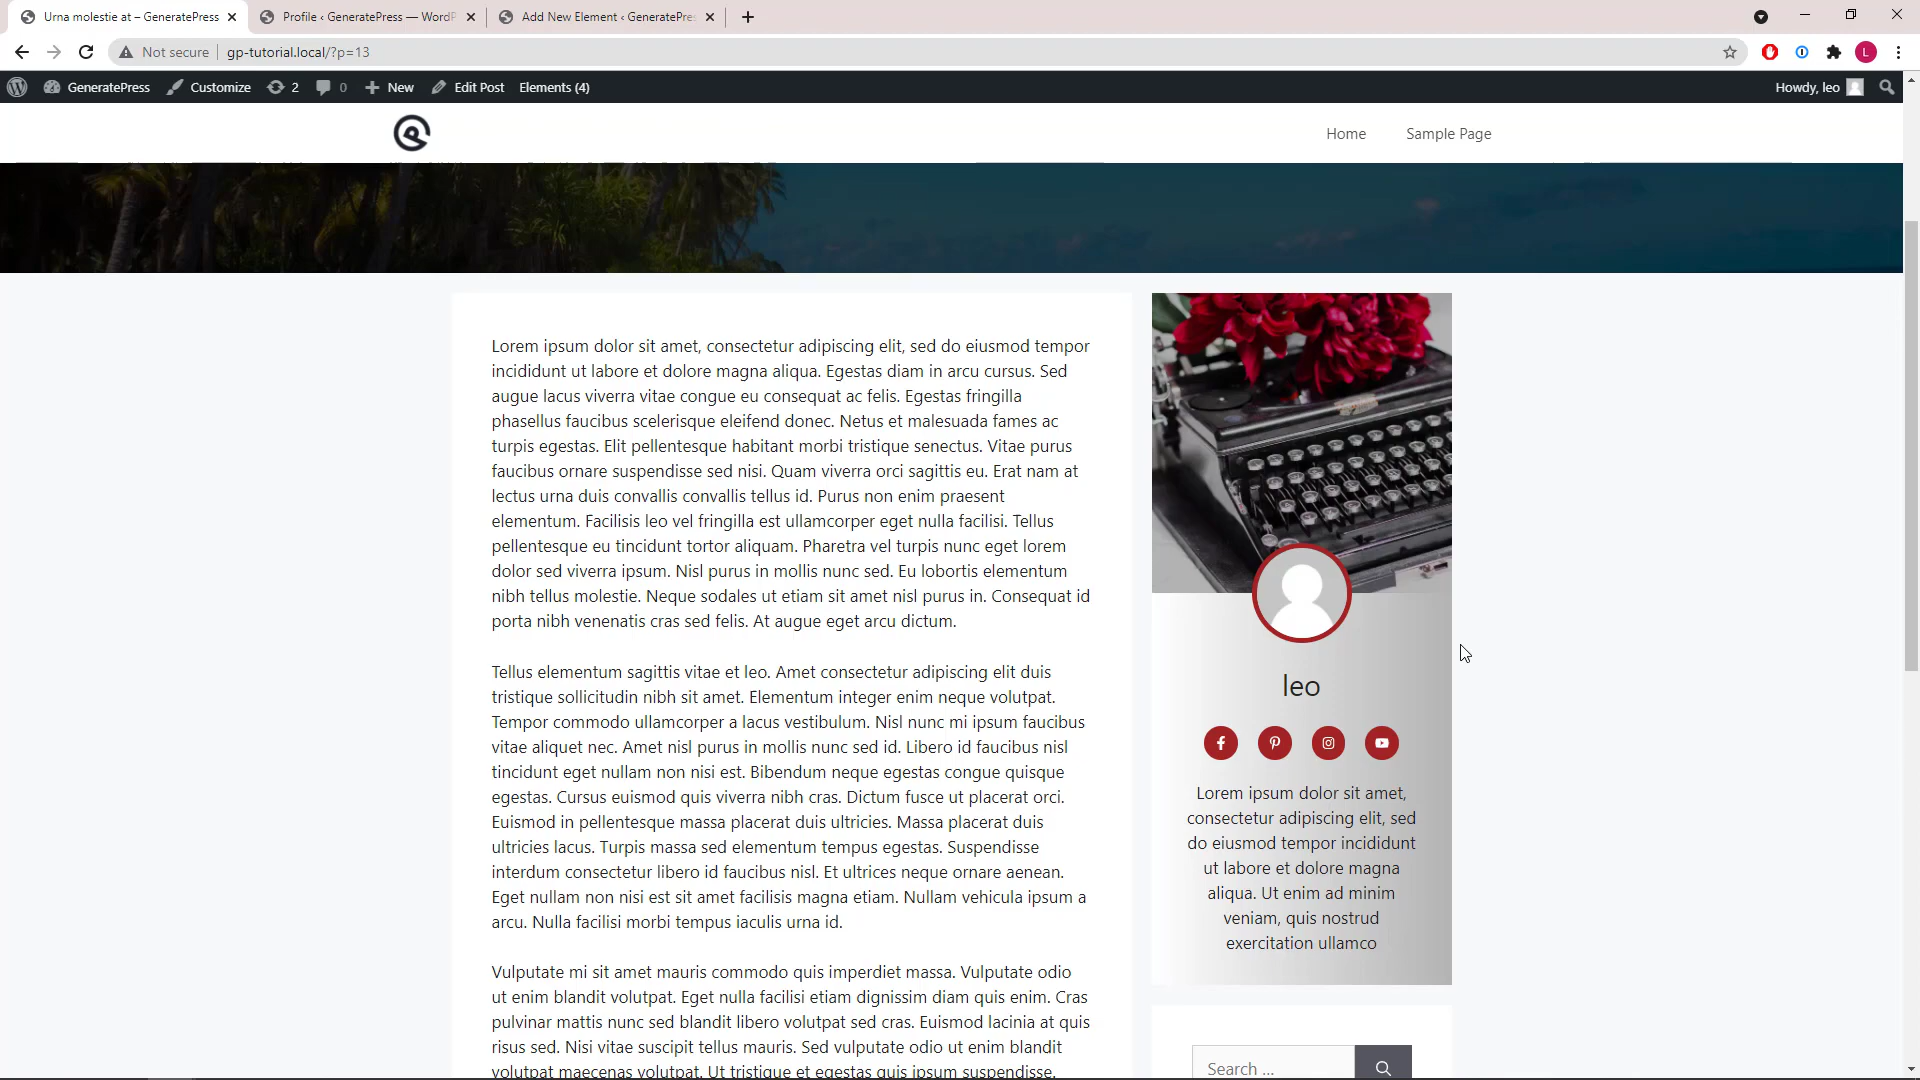 Urna molestie at – GeneratePress
Profile ‹ GeneratePress — WordP
Add New Element ‹ GeneratePres
Not secure
gp-tutorial.local/?p=13
L
GeneratePress
Customize
2
0
New
Edit Post
Elements (4)
Howdy, leo
Home
Sample Page
Lorem ipsum dolor sit amet, consectetur adipiscing elit, sed do eiusmod tempor
incididunt ut labore et dolore magna aliqua. Egestas diam in arcu cursus. Sed
augue lacus viverra vitae congue eu consequat ac felis. Egestas fringilla
phasellus faucibus scelerisque eleifend donec. Netus et malesuada fames ac
turpis egestas. Elit pellentesque habitant morbi tristique senectus. Vitae purus
faucibus ornare suspendisse sed nisi. Quam viverra orci sagittis eu. Erat nam at
lectus urna duis convallis convallis tellus id. Purus non enim praesent
elementum. Facilisis leo vel fringilla est ullamcorper eget nulla facilisi. Tellus
pellentesque eu tincidunt tortor aliquam. Pharetra vel turpis nunc eget lorem
dolor sed viverra ipsum. Nisl purus in mollis nunc sed. Eu lobortis elementum
nibh tellus molestie. Neque sodales ut etiam sit amet nisl purus in. Consequat id
porta nibh venenatis cras sed felis. At augue eget arcu dictum.
Tellus elementum sagittis vitae et leo. Amet consectetur adipiscing elit duis
tristique sollicitudin nibh sit amet. Elementum integer enim neque volutpat.
Tempor commodo ullamcorper a lacus vestibulum. Nisl nunc mi ipsum faucibus
vitae aliquet nec. Amet nisl purus in mollis nunc sed id. Libero id faucibus nisl
tincidunt eget nullam non nisi est. Bibendum neque egestas congue quisque
egestas. Cursus euismod quis viverra nibh cras. Dictum fusce ut placerat orci.
Euismod in pellentesque massa placerat duis ultricies. Massa placerat duis
ultricies lacus. Turpis massa sed elementum tempus egestas. Suspendisse
interdum consectetur libero id faucibus nisl. Et ultrices neque ornare aenean.
Eget nullam non nisi est sit amet facilisis magna etiam. Nullam vehicula ipsum a
arcu. Nulla facilisi morbi tempus iaculis urna id.
Vulputate mi sit amet mauris commodo quis imperdiet massa. Vulputate odio
ut enim blandit volutpat. Eget nulla facilisi etiam dignissim diam quis enim. Cras
pulvinar mattis nunc sed blandit libero volutpat sed cras. Euismod lacinia at quis
risus sed. Nisi vitae suscipit tellus mauris. Sed vulputate odio ut enim blandit
volutpat maecenas volutpat. Ut tristique et egestas quis ipsum suspendisse.
leo
Lorem ipsum dolor sit amet,
consectetur adipiscing elit, sed
do eiusmod tempor incididunt
ut labore et dolore magna
aliqua. Ut enim ad minim
veniam, quis nostrud
exercitation ullamco
Search ...